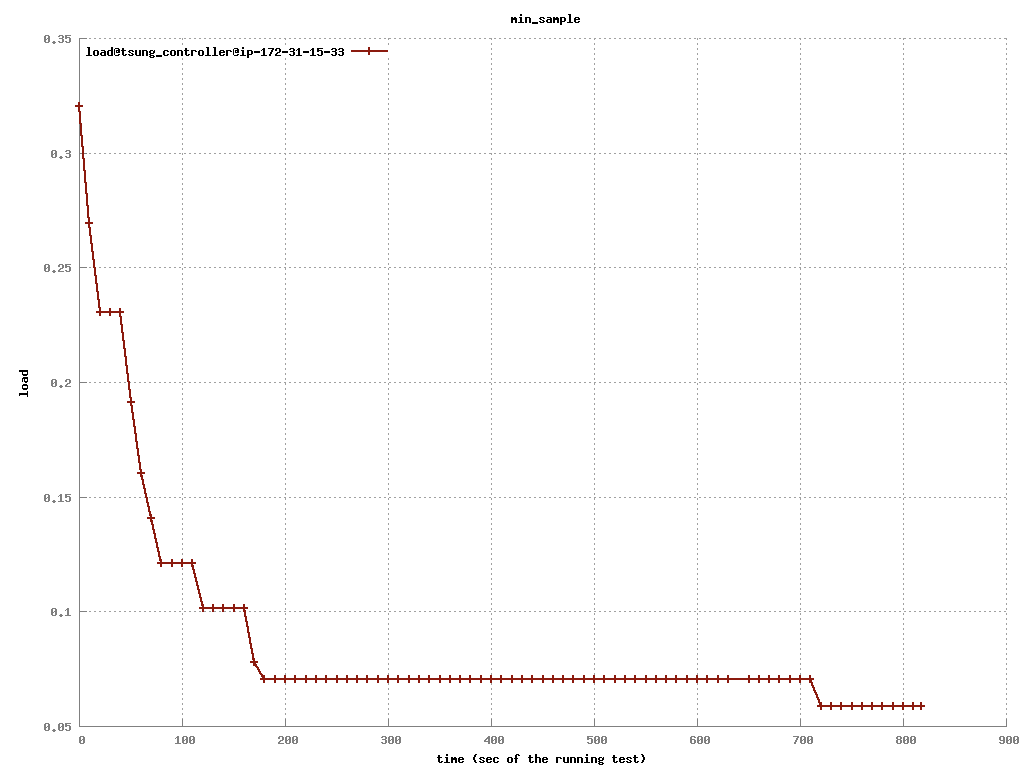 min_sample
0.35
load@tsung_controller@ip-172-31-15-33
0.3
0.25
load
0.2
0.15
0.1
0.05
0 100 200 300 400 500 600 700 800 900
time (sec of the running test)